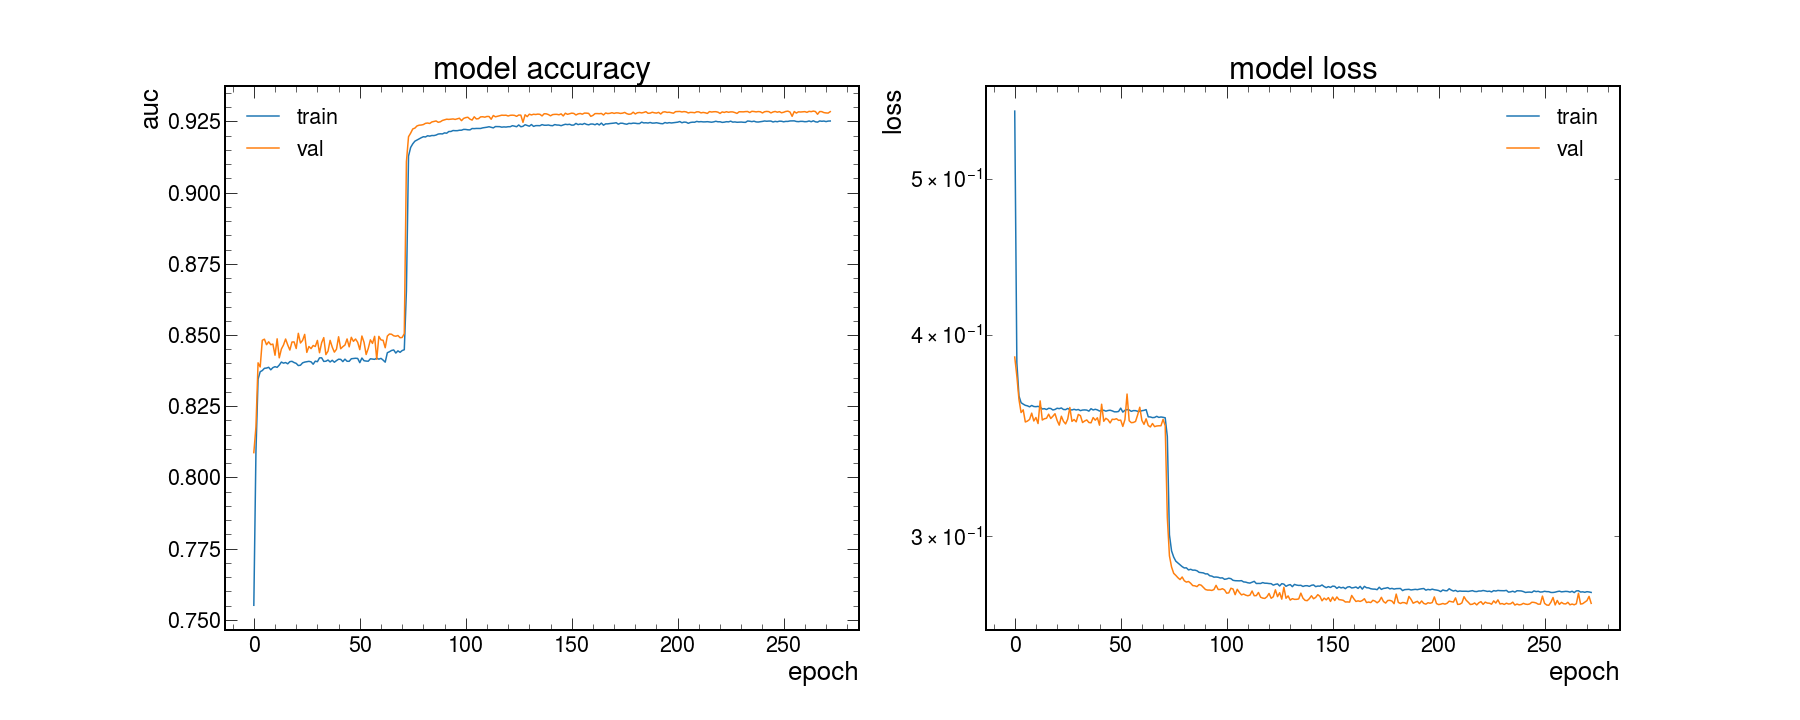 model accuracy
auc
train
val
0.925
0.900
0.875
0.850
0.825
0.800
0.775
0.750
0 50 100 150 200 250
epoch
model loss
loss
train
val
5 × 10⁻¹
4 × 10⁻¹
3 × 10⁻¹
0 50 100 150 200 250
epoch